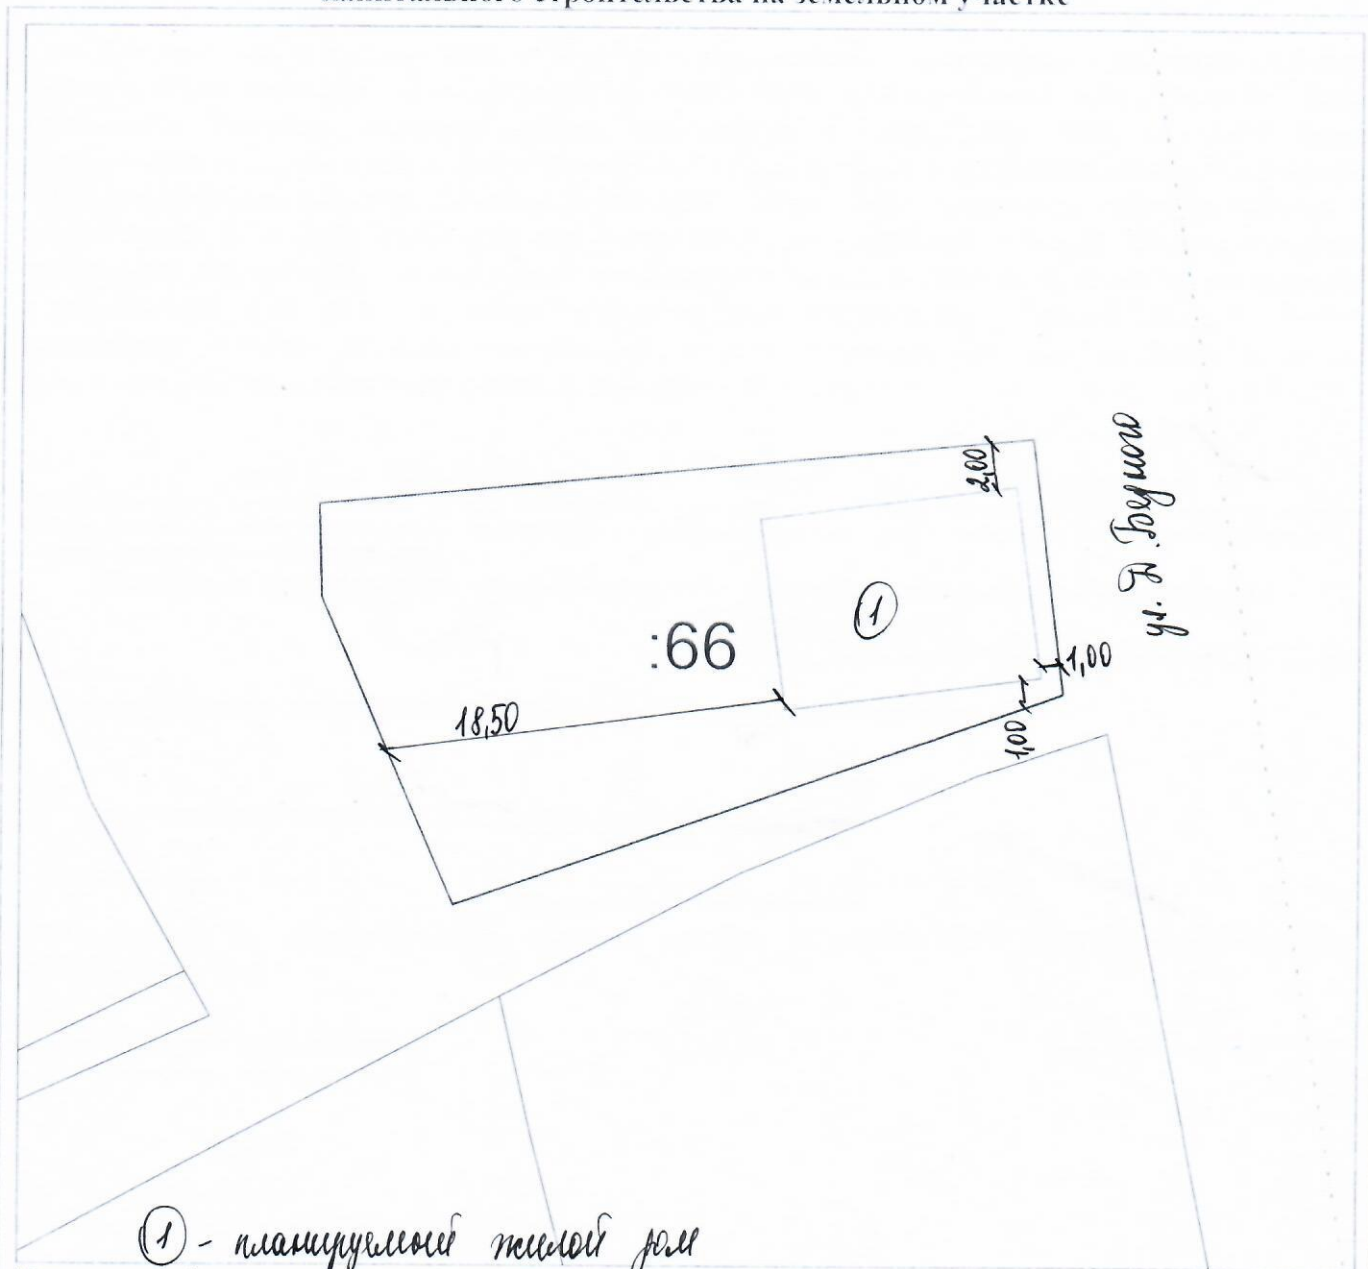 капитального строительства на земельном участке
2,00
ул. Д. Бедного
1
:66
1,00
18,50
1,00
1 - планируемый жилой дом